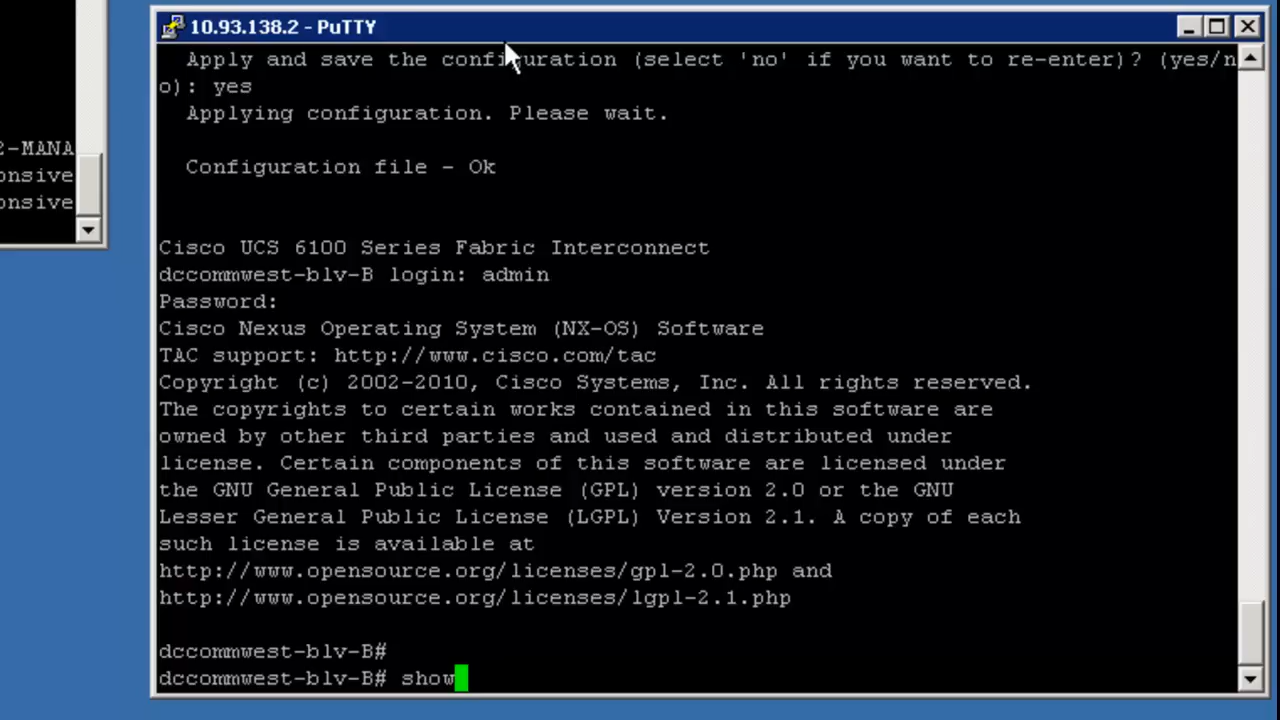 10.93.138.2 - PuTTY
Apply and save the configuration (select 'no' if you want to re-enter)? (yes/n
o): yes
Applying configuration. Please wait.
Configuration file - Ok
2-MANA
onsive
onsive
Cisco UCS 6100 Series Fabric Interconnect
dccommwest-blv-B login: admin
Password:
Cisco Nexus Operating System (NX-OS) Software
TAC support: http://www.cisco.com/tac
Copyright (c) 2002-2010, Cisco Systems, Inc. All rights reserved.
The copyrights to certain works contained in this software are
owned by other third parties and used and distributed under
license. Certain components of this software are licensed under
the GNU General Public License (GPL) version 2.0 or the GNU
Lesser General Public License (LGPL) Version 2.1. A copy of each
such license is available at
http://www.opensource.org/licenses/gpl-2.0.php and
http://www.opensource.org/licenses/lgpl-2.1.php
dccommwest-blv-B#
dccommwest-blv-B# show